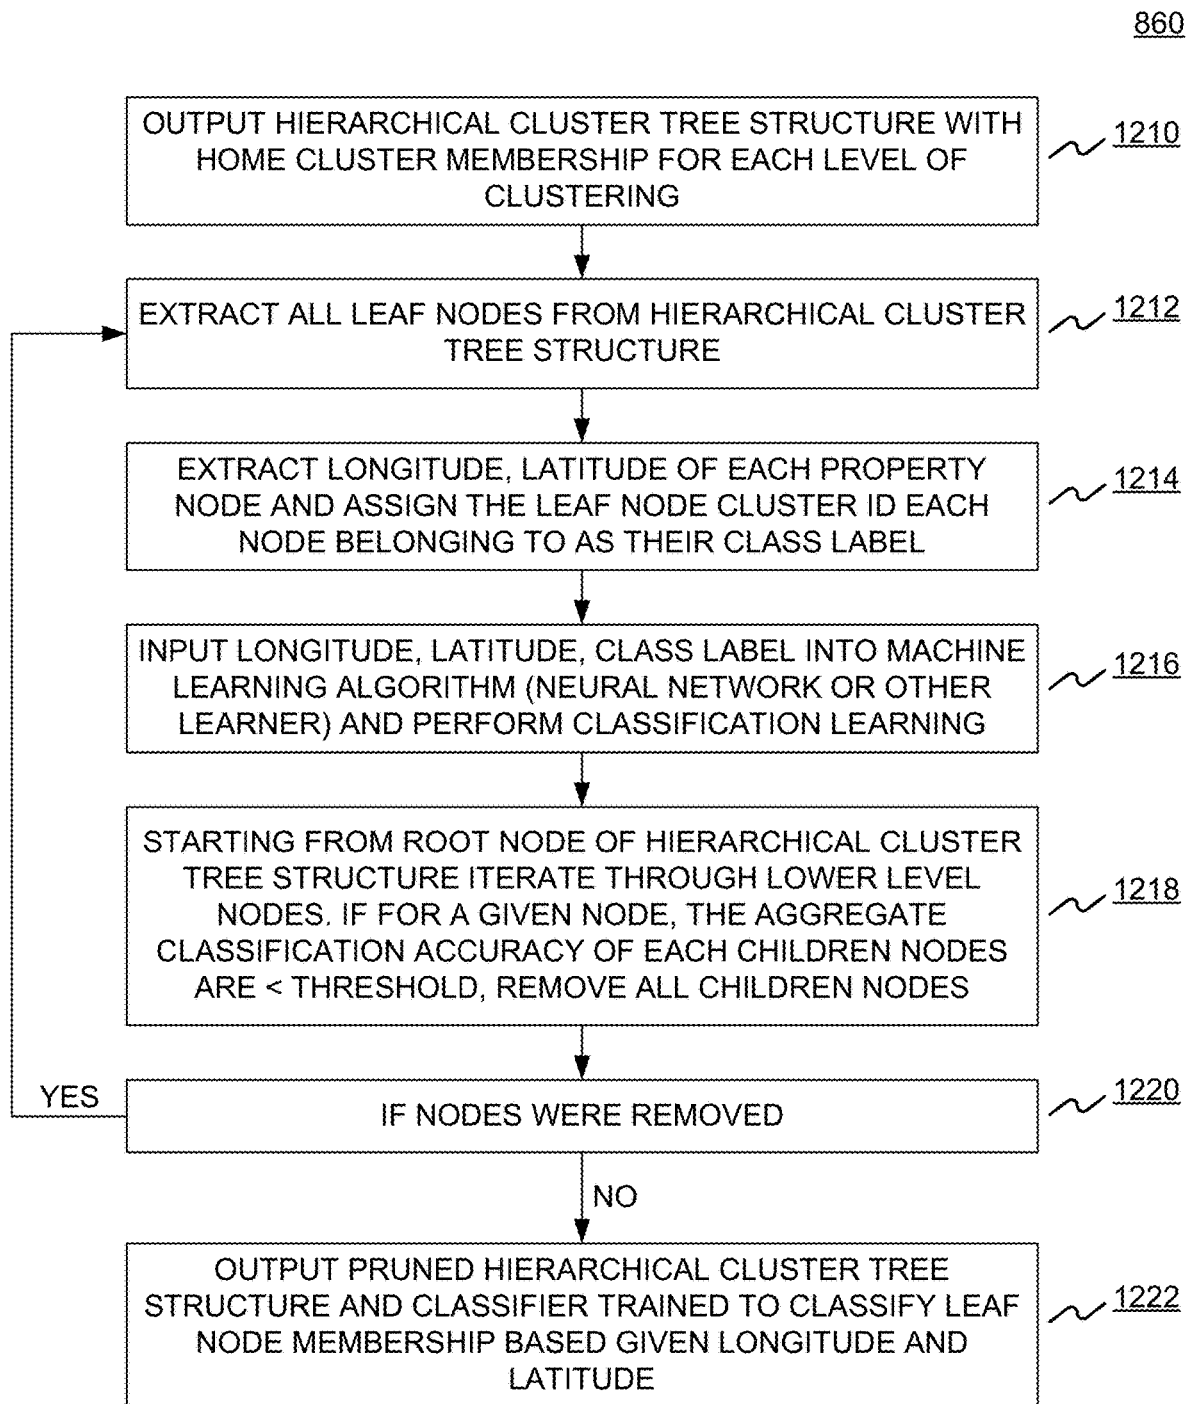 860
OUTPUT HIERARCHICAL CLUSTER TREE STRUCTURE WITH
HOME CLUSTER MEMBERSHIP FOR EACH LEVEL OF
CLUSTERING
1210
EXTRACT ALL LEAF NODES FROM HIERARCHICAL CLUSTER
TREE STRUCTURE
1212
EXTRACT LONGITUDE, LATITUDE OF EACH PROPERTY
NODE AND ASSIGN THE LEAF NODE CLUSTER ID EACH
NODE BELONGING TO AS THEIR CLASS LABEL
1214
INPUT LONGITUDE, LATITUDE, CLASS LABEL INTO MACHINE
LEARNING ALGORITHM (NEURAL NETWORK OR OTHER
LEARNER) AND PERFORM CLASSIFICATION LEARNING
1216
STARTING FROM ROOT NODE OF HIERARCHICAL CLUSTER
TREE STRUCTURE ITERATE THROUGH LOWER LEVEL
NODES. IF FOR A GIVEN NODE, THE AGGREGATE
CLASSIFICATION ACCURACY OF EACH CHILDREN NODES
ARE < THRESHOLD, REMOVE ALL CHILDREN NODES
1218
YES
IF NODES WERE REMOVED
1220
NO
OUTPUT PRUNED HIERARCHICAL CLUSTER TREE
STRUCTURE AND CLASSIFIER TRAINED TO CLASSIFY LEAF
NODE MEMBERSHIP BASED GIVEN LONGITUDE AND
LATITUDE
1222